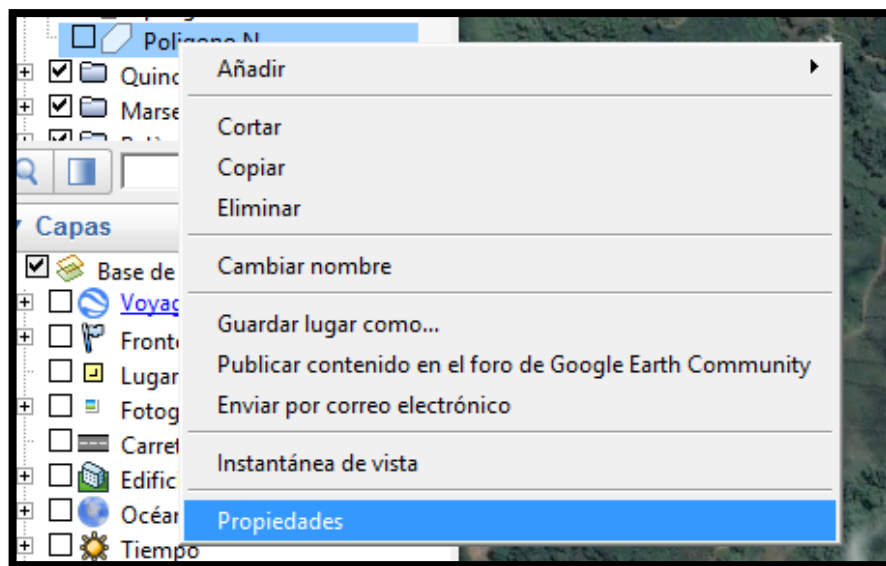 Poligono N
Quinc
Marse
Añadir
Cortar
Copiar
Eliminar
Cambiar nombre
Guardar lugar como...
Publicar contenido en el foro de Google Earth Community
Enviar por correo electrónico
Instantánea de vista
Propiedades
Capas
Base de
Voyag
Fronte
Lugar
Fotog
Carret
Edific
Océan
Tiempo